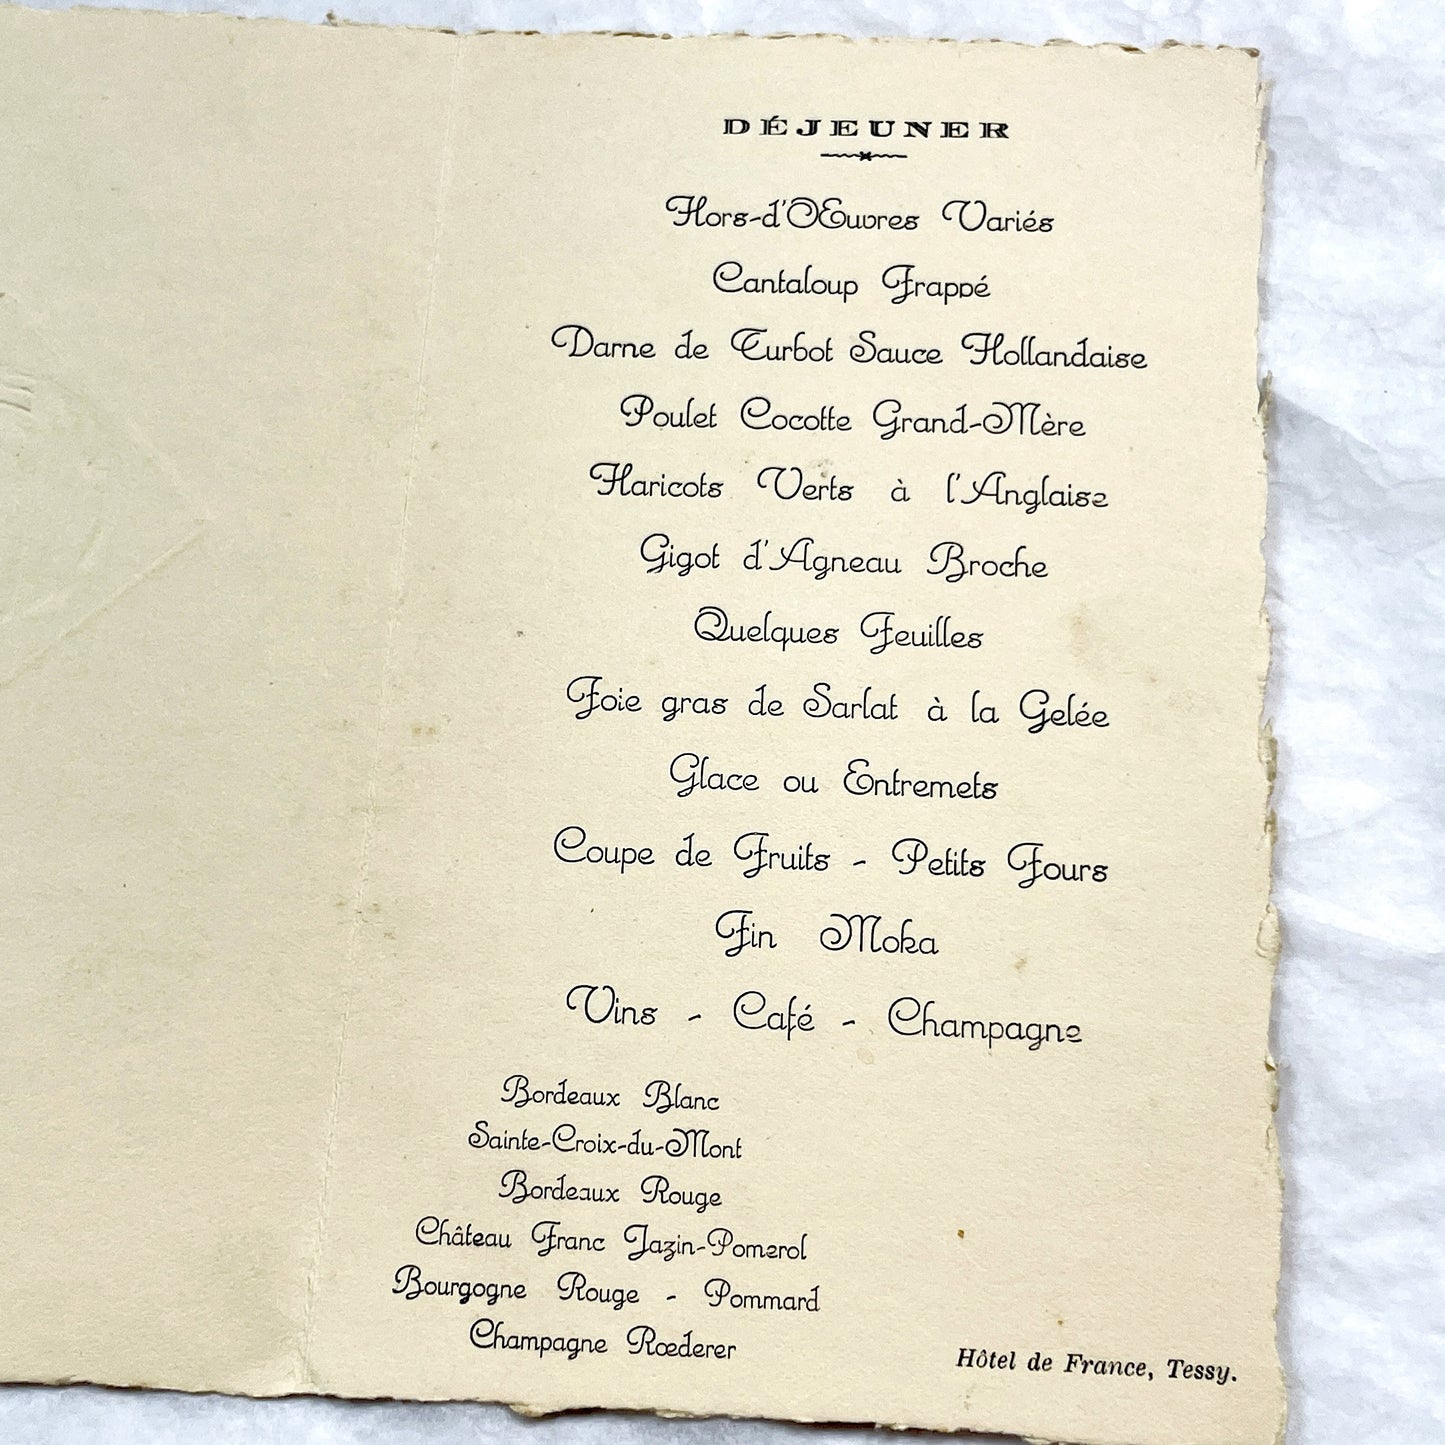 DÉJEUNER
Hors-d'Œuvres Variés
Cantaloup Frappé
Darne de Turbot Sauce Hollandaise
Poulet Cocotte Grand-Mère
Haricots Verts à l'Anglaise
Gigot d'Agneau Broche
Quelques Feuilles
Foie gras de Sarlat à la Gelée
Glace ou Entremets
Coupe de Fruits - Petits Fours
Fin Moka
Vins - Café - Champagne
Bordeaux Blanc
Sainte-Croix-du-Mont
Bordeaux Rouge
Château Franc Jazin-Pomerol
Bourgogne Rouge - Pommard
Champagne Rœderer
Hôtel de France, Tessy.